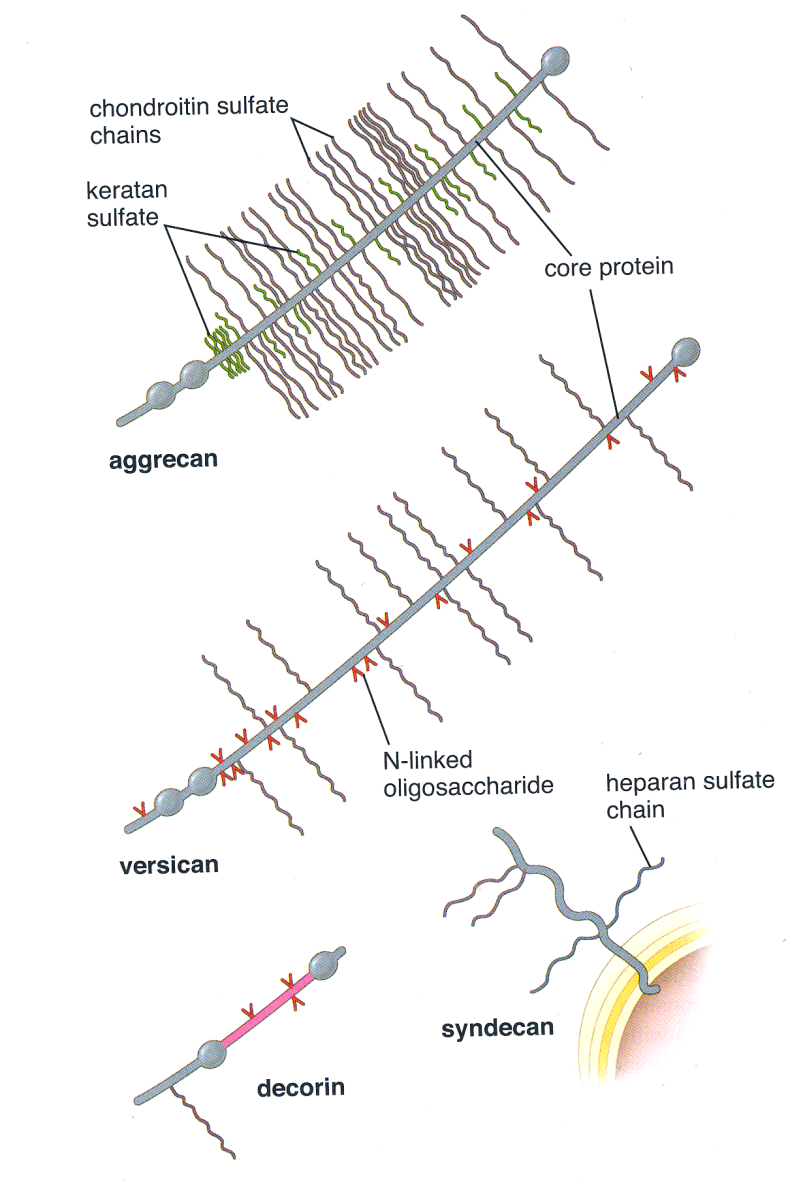 chondroitin sulfate
chains
keratan
sulfate
core protein
aggrecan
N-linked
oligosaccharide
heparan sulfate
chain
versican
syndecan
decorin